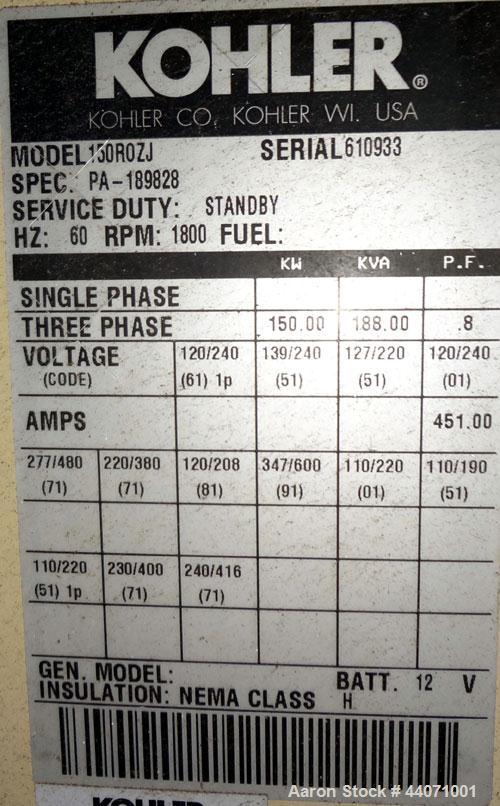 KOHLER®
KOHLER CO. KOHLER WI. USA
MODEL 150ROZJ SERIAL 610933
SPEC: PA-189828
SERVICE DUTY: STANDBY
HZ: 60 RPM: 1800 FUEL:
KW KVA P.F.
SINGLE PHASE
THREE PHASE 150.00 188.00 .8
VOLTAGE 120/240 139/240 127/220 120/240
(CODE) (61) 1p (51) (51) (01)
AMPS 451.00
277/480 220/380 120/208 347/600 110/220 110/190
(71) (71) (81) (91) (01) (51)
110/220 230/400 240/416
(51) 1p (71) (71)
GEN. MODEL: BATT. 12 V
INSULATION: NEMA CLASS H
Aaron Stock # 44071001
KOHLER